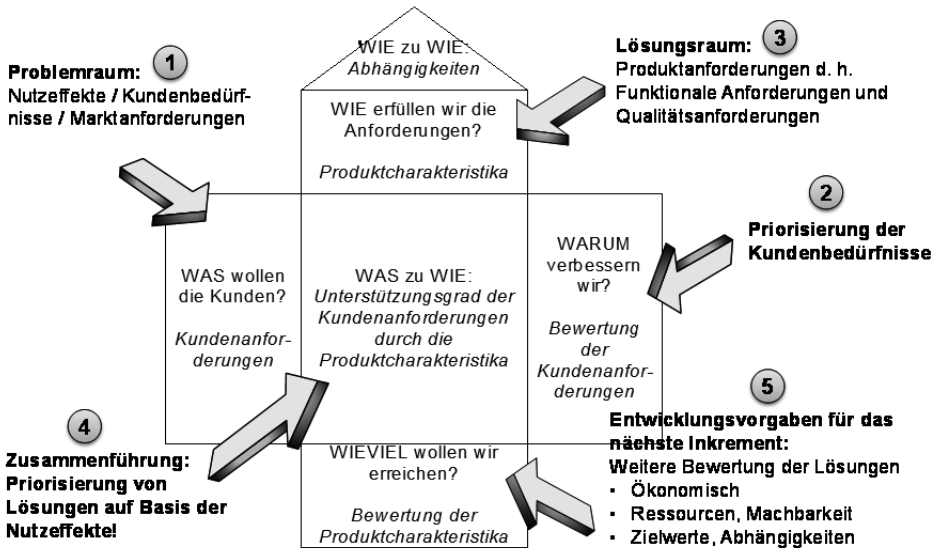 WIE zu WIE:
Abhängigkeiten
1
Problemraum:
Nutzeffekte / Kundenbedürf-
nisse / Marktanforderungen
WIE erfüllen wir die
Anforderungen?
Produktcharakteristika
3
Lösungsraum:
Produktanforderungen d. h.
Funktionale Anforderungen und
Qualitätsanforderungen
2
Priorisierung der
Kundenbedürfnisse
WAS wollen
die Kunden?
Kundenanfor-
derungen
WAS zu WIE:
Unterstützungsgrad der
Kundenanforderungen
durch die
Produktcharakteristika
WARUM
verbessern
wir?
Bewertung
der
Kundenanfor-
derungen
4
Zusammenführung:
Priorisierung von
Lösungen auf Basis der
Nutzeffekte!
WIEVIEL wollen wir
erreichen?
Bewertung der
Produktcharakteristika
5
Entwicklungsvorgaben für das
nächste Inkrement:
Weitere Bewertung der Lösungen
▪ Ökonomisch
▪ Ressourcen, Machbarkeit
▪ Zielwerte, Abhängigkeiten